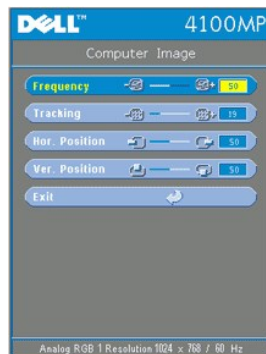 DELL™ 4100MP
Computer Image
Frequency 50
Tracking 19
Hor. Position 50
Ver. Position 50
Exit
Analog RGB 1 Resolution 1024 x 768 / 60 Hz